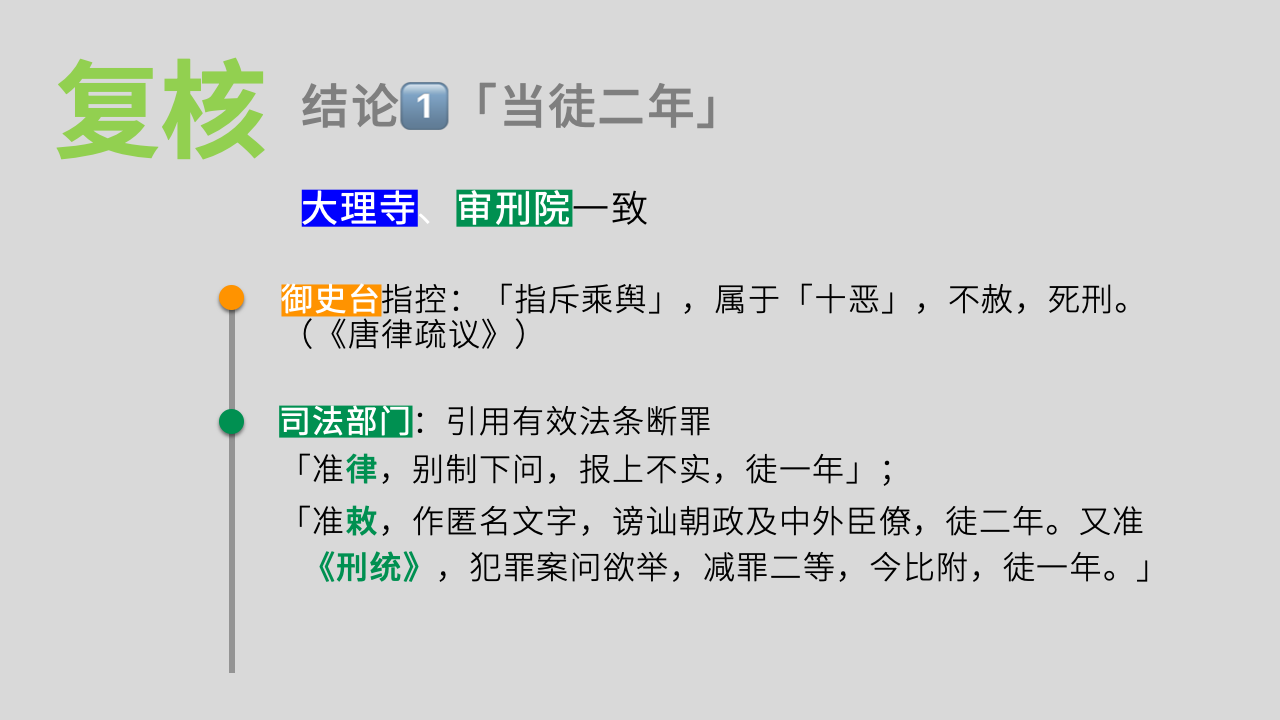 复核
结论1️⃣「当徒二年」
大理寺、审刑院一致
御史台指控：「指斥乘舆」，属于「十恶」，不赦，死刑。
（《唐律疏议》）
司法部门：引用有效法条断罪
「准律，别制下问，报上不实，徒一年」；
「准敕，作匿名文字，谤讪朝政及中外臣僚，徒二年。又准
《刑统》，犯罪案问欲举，减罪二等，今比附，徒一年。」